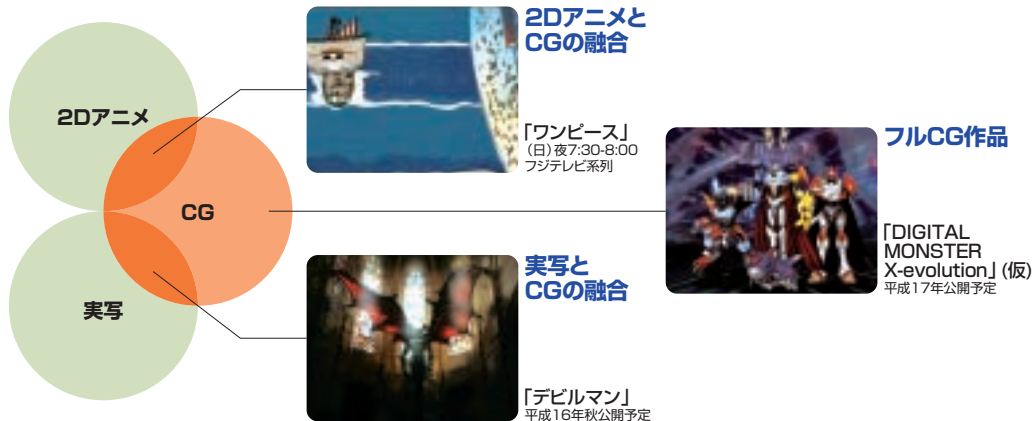 2Dアニメ
CG
実写
2Dアニメと
CGの融合
「ワンピース」
(日)夜7:30-8:00
フジテレビ系列
フルCG作品
「DIGITAL
MONSTER
X-evolution」(仮)
平成17年公開予定
実写と
CGの融合
「デビルマン」
平成16年秋公開予定